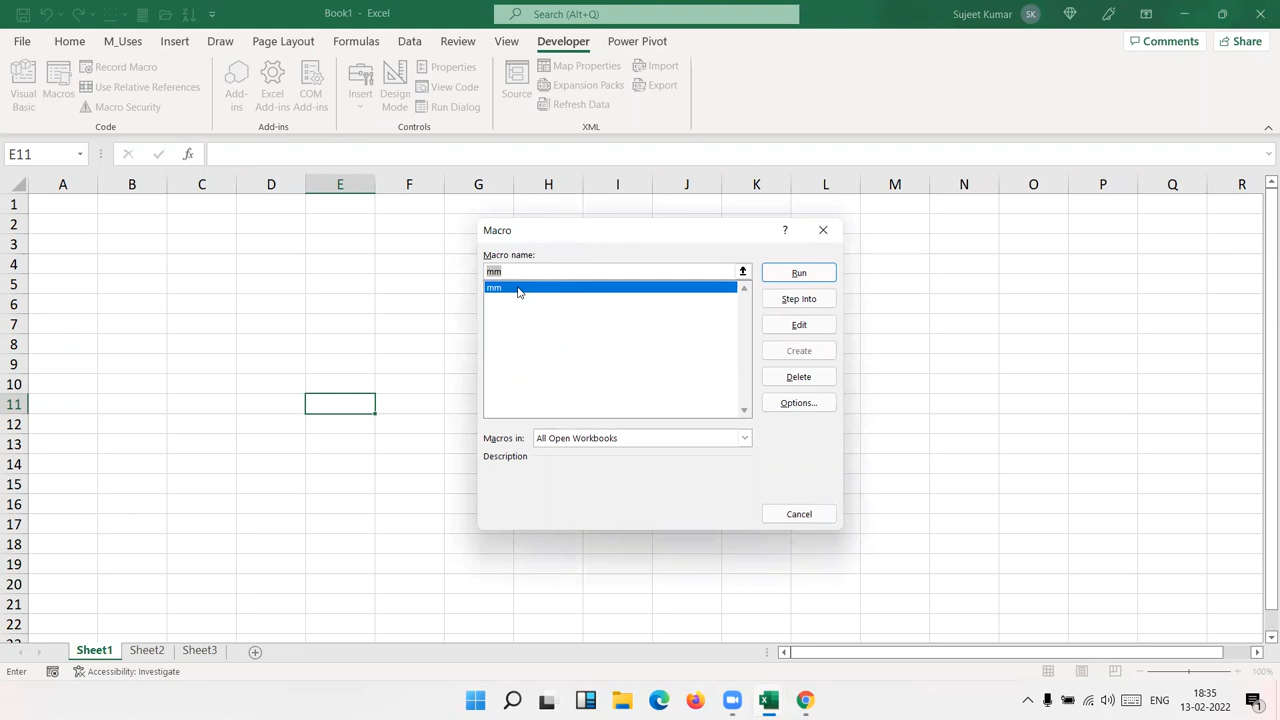 Book1 - Excel
Search (Alt+Q)
Sujeet Kumar
SK
File
Home
M_Uses
Insert
Draw
Page Layout
Formulas
Data
Review
View
Developer
Power Pivot
Comments
Share
Visual Basic
Macros
Record Macro
Use Relative References
Macro Security
Code
Add-ins
Excel Add-ins
COM Add-ins
Add-ins
Insert
Design Mode
Properties
View Code
Run Dialog
Controls
Source
Map Properties
Expansion Packs
Refresh Data
Import
Export
XML
E11
fx
A B C D E F G H I J K L M N O P Q R
1
2
3
4
5
6
7
8
9
10
11
12
13
14
15
16
17
18
19
20
21
22
Macro
?
Macro name:
mm
mm
Run
Step Into
Edit
Create
Delete
Options...
Macros in:
All Open Workbooks
Description
Cancel
Sheet1
Sheet2
Sheet3
Enter
Accessibility: Investigate
100%
ENG
18:35
13-02-2022
1